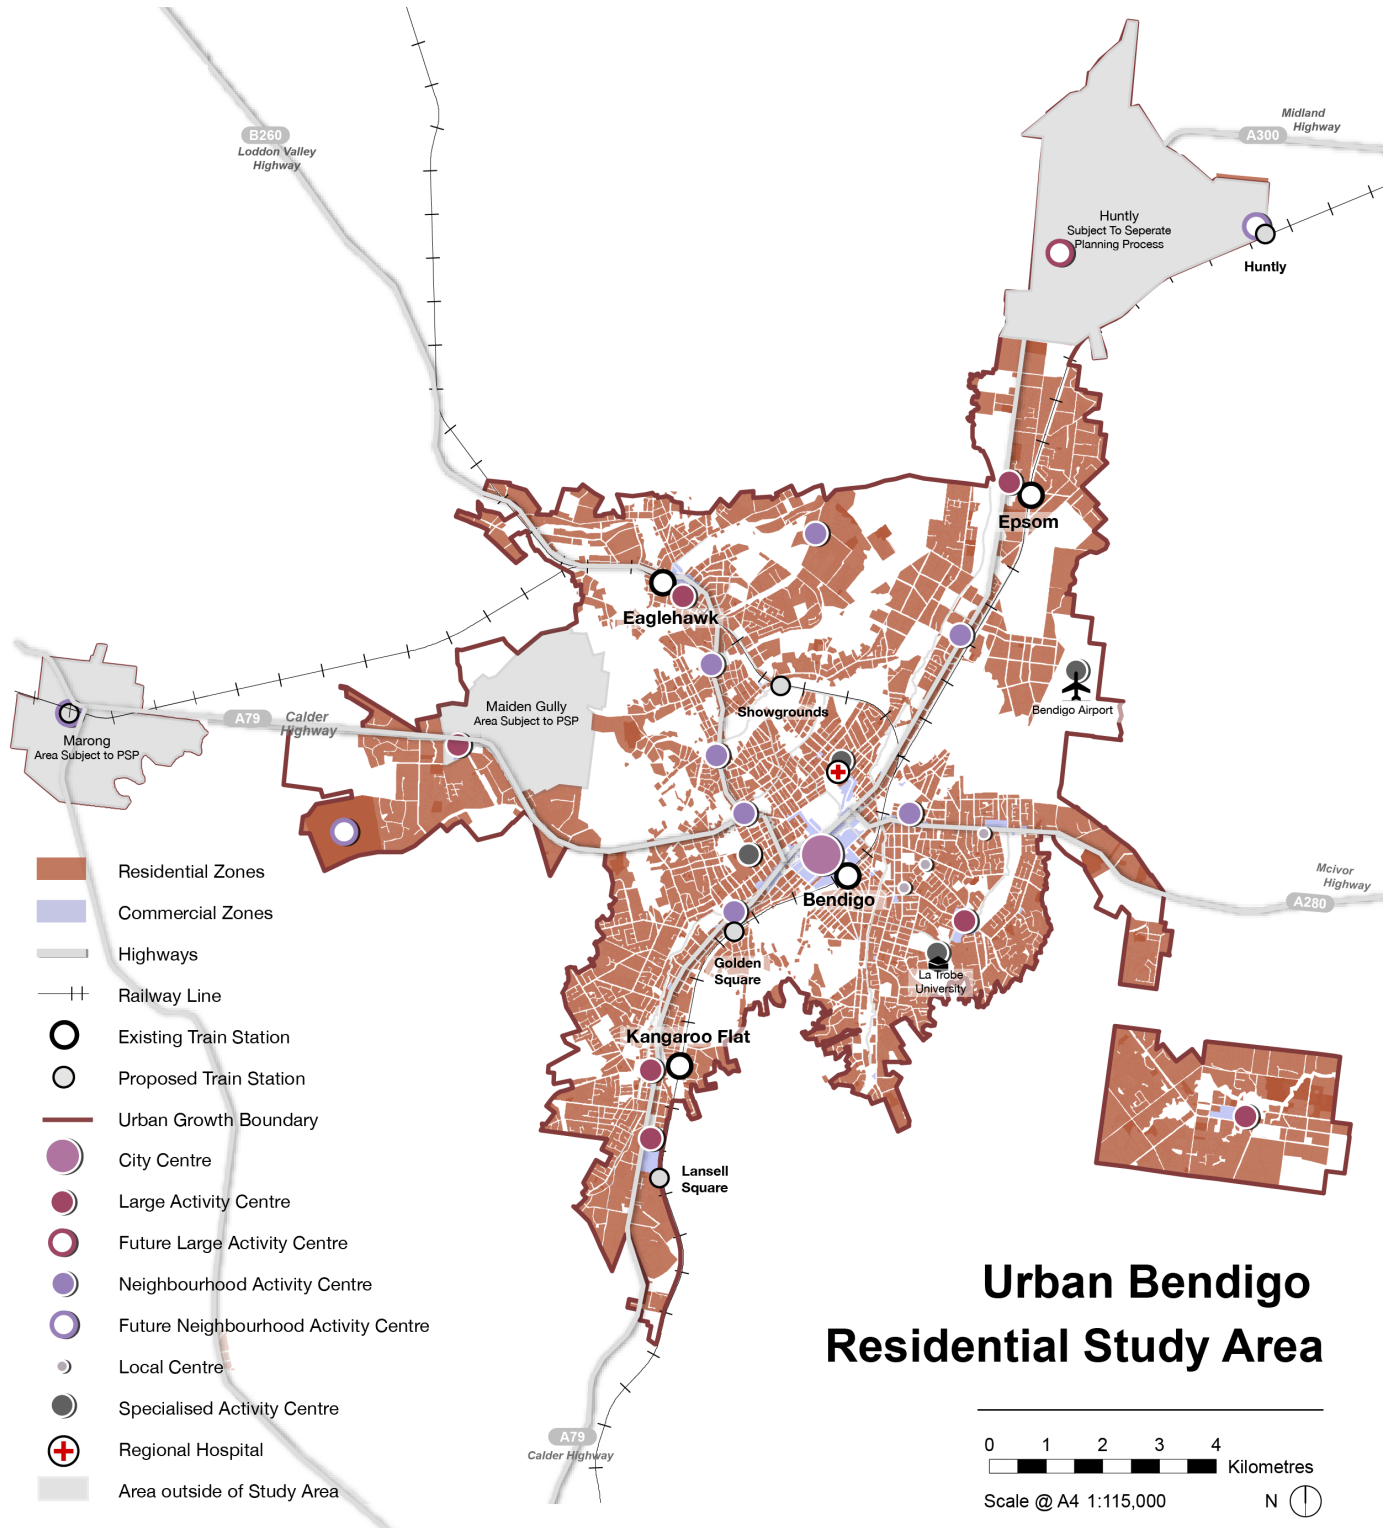 B260
Loddon Valley
Highway
Midland
Highway
A300
Huntly
Subject To Seperate
Planning Process
Huntly
Epsom
Eaglehawk
Showgrounds
Bendigo Airport
Maiden Gully
Area Subject to PSP
A79
Calder
Highway
Marong
Area Subject to PSP
Bendigo
Mcivor
Highway
A280
Golden
Square
La Trobe
University
Kangaroo Flat
Lansell
Square
A79
Calder Highway
Residential Zones
Commercial Zones
Highways
Railway Line
Existing Train Station
Proposed Train Station
Urban Growth Boundary
City Centre
Large Activity Centre
Future Large Activity Centre
Neighbourhood Activity Centre
Future Neighbourhood Activity Centre
Local Centre
Specialised Activity Centre
Regional Hospital
Area outside of Study Area
Urban Bendigo
Residential Study Area
0 1 2 3 4
Kilometres
Scale @ A4 1:115,000
N